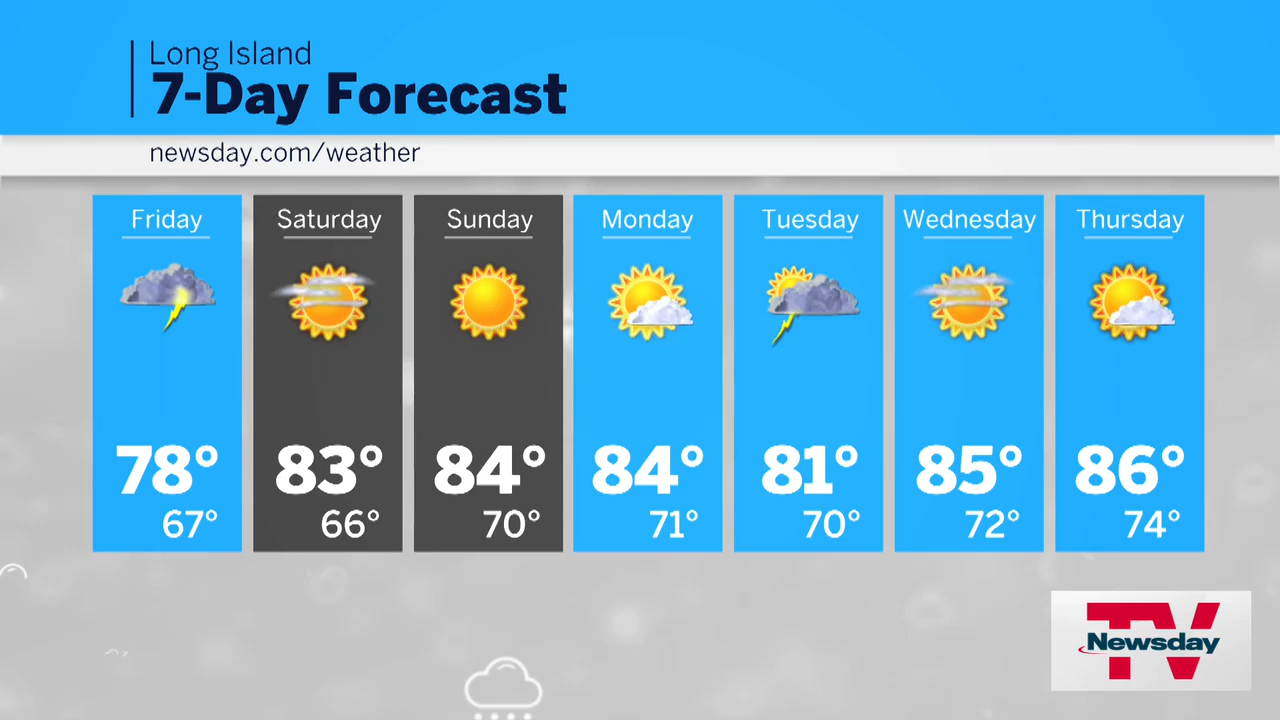 Long Island
7-Day Forecast
newsday.com/weather
Friday
78°
67°
Saturday
83°
66°
Sunday
84°
70°
Monday
84°
71°
Tuesday
81°
70°
Wednesday
85°
72°
Thursday
86°
74°
TV
Newsday